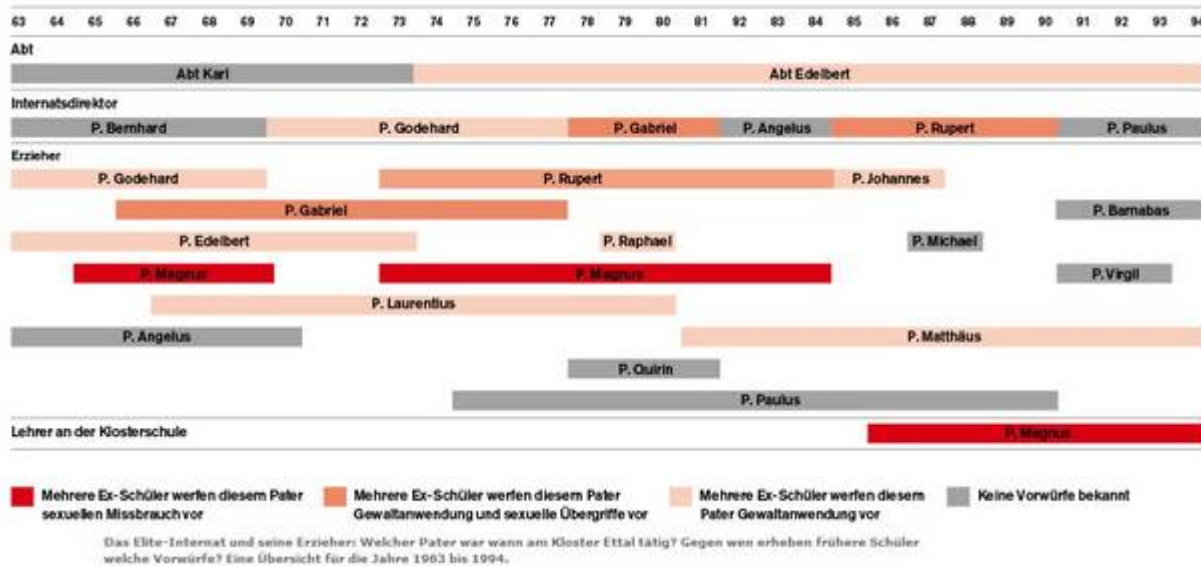 63 64 65 66 67 68 69 70 71 72 73 74 75 76 77 78 79 80 81 82 83 84 85 86 87 88 89 90 91 92 93 94
Abt
Abt Karl Abt Edelbert
Internatsdirektor
P. Bernhard P. Godehard P. Gabriel P. Angelus P. Rupert P. Paulus
Erzieher
P. Godehard P. Rupert P. Johannes
P. Gabriel P. Barnabas
P. Edelbert P. Raphael P. Michael
P. Magnus P. Magnus P. Virgil
P. Laurentius
P. Angelus P. Matthäus
P. Quirin
P. Paulus
Lehrer an der Klosterschule P. Magnus
Mehrere Ex-Schüler werfen diesem Pater
sexuellen Missbrauch vor
Mehrere Ex-Schüler werfen diesem Pater
Gewaltanwendung und sexuelle Übergriffe vor
Mehrere Ex-Schüler werfen diesem
Pater Gewaltanwendung vor
Keine Vorwürfe bekannt
Das Elite-Internat und seine Erzieher: Welcher Pater war wann am Kloster Ettal tätig? Gegen wen erheben frühere Schüler
welche Vorwürfe? Eine Übersicht für die Jahre 1963 bis 1994.